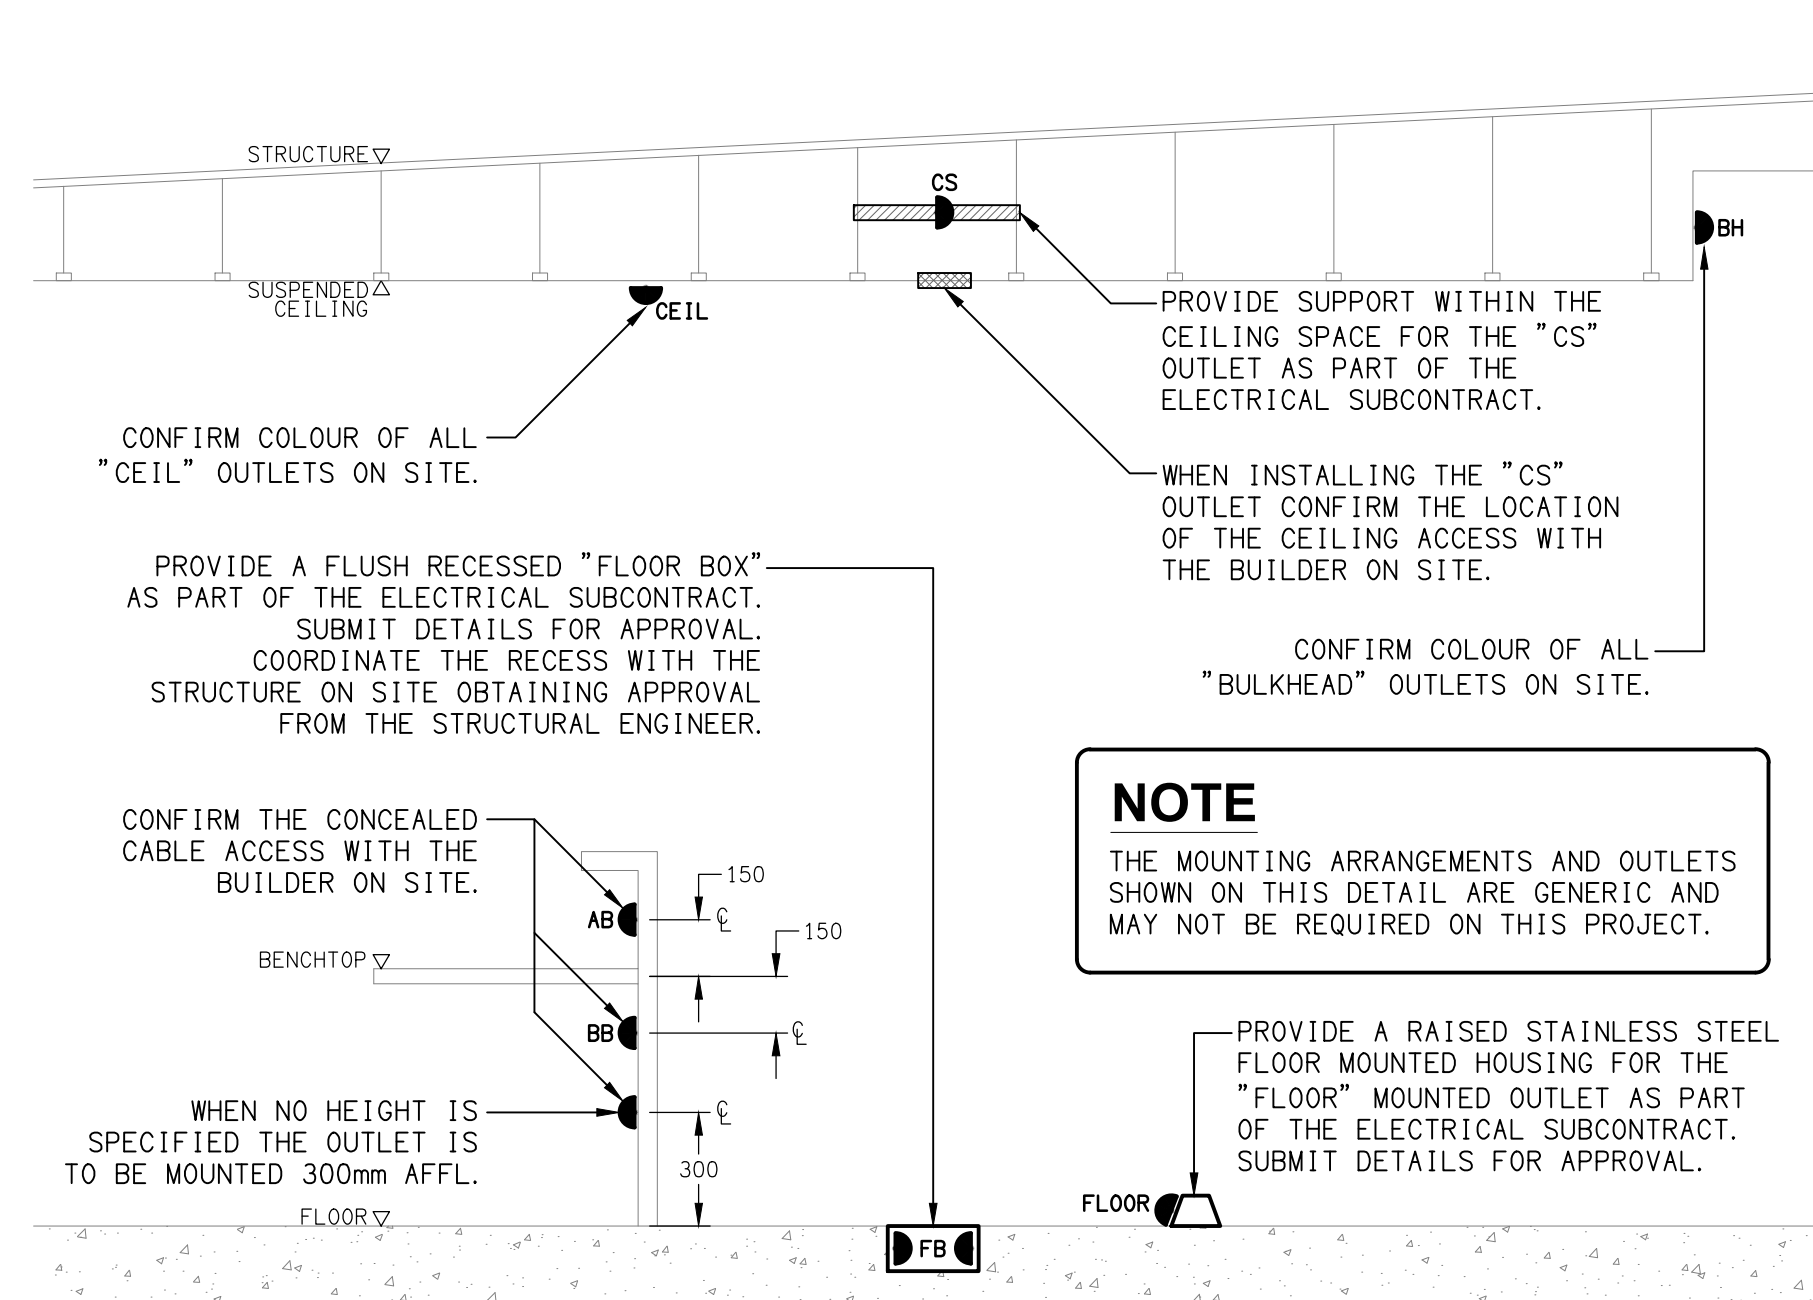 STRUCTURE
CS
BH
SUSPENDED
CEILING
CEIL
PROVIDE SUPPORT WITHIN THE
CEILING SPACE FOR THE "CS"
OUTLET AS PART OF THE
ELECTRICAL SUBCONTRACT.
CONFIRM COLOUR OF ALL
"CEIL" OUTLETS ON SITE.
WHEN INSTALLING THE "CS"
OUTLET CONFIRM THE LOCATION
OF THE CEILING ACCESS WITH
THE BUILDER ON SITE.
PROVIDE A FLUSH RECESSED "FLOOR BOX"
AS PART OF THE ELECTRICAL SUBCONTRACT.
SUBMIT DETAILS FOR APPROVAL.
COORDINATE THE RECESS WITH THE
STRUCTURE ON SITE OBTAINING APPROVAL
FROM THE STRUCTURAL ENGINEER.
CONFIRM COLOUR OF ALL
"BULKHEAD" OUTLETS ON SITE.
NOTE
THE MOUNTING ARRANGEMENTS AND OUTLETS
SHOWN ON THIS DETAIL ARE GENERIC AND
MAY NOT BE REQUIRED ON THIS PROJECT.
CONFIRM THE CONCEALED
CABLE ACCESS WITH THE
BUILDER ON SITE.
150
AB
℄
150
BENCHTOP
BB
℄
WHEN NO HEIGHT IS
SPECIFIED THE OUTLET IS
TO BE MOUNTED 300mm AFFL.
℄
300
PROVIDE A RAISED STAINLESS STEEL
FLOOR MOUNTED HOUSING FOR THE
"FLOOR" MOUNTED OUTLET AS PART
OF THE ELECTRICAL SUBCONTRACT.
SUBMIT DETAILS FOR APPROVAL.
FLOOR
FLOOR
FB